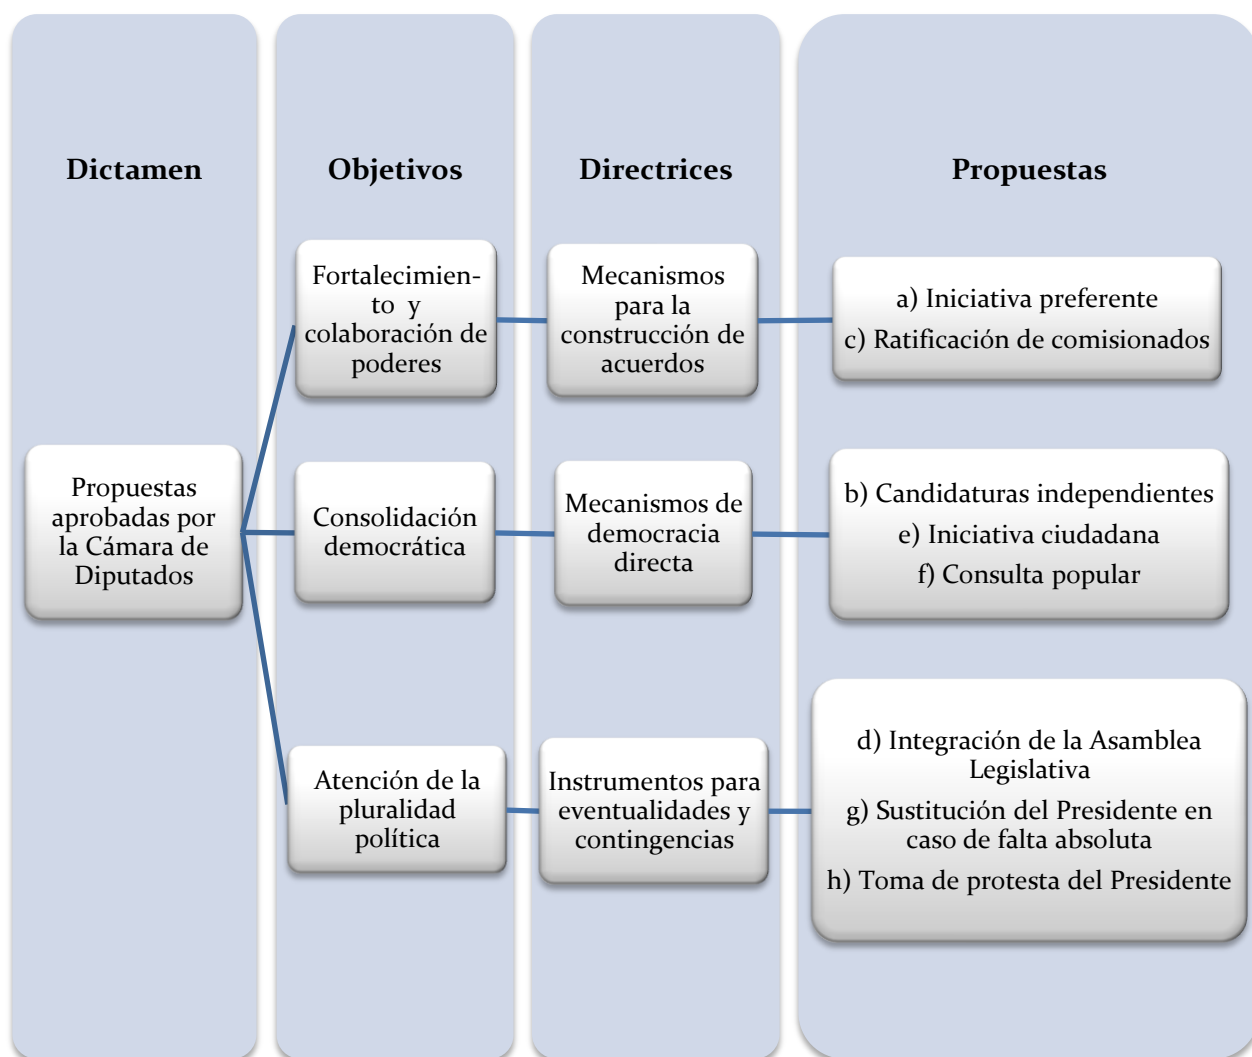 Dictamen
Objetivos
Directrices
Propuestas
Fortalecimien-
to y
colaboración de
poderes
Mecanismos
para la
construcción de
acuerdos
a) Iniciativa preferente
c) Ratificación de comisionados
Propuestas
aprobadas por
la Cámara de
Diputados
Consolidación
democrática
Mecanismos de
democracia
directa
b) Candidaturas independientes
e) Iniciativa ciudadana
f) Consulta popular
Atención de la
pluralidad
política
Instrumentos para
eventualidades y
contingencias
d) Integración de la Asamblea
Legislativa
g) Sustitución del Presidente en
caso de falta absoluta
h) Toma de protesta del Presidente